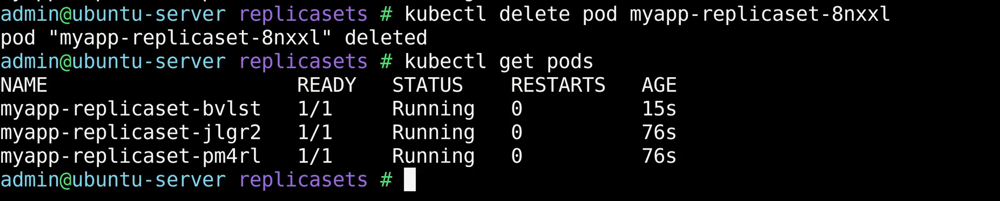 admin@ubuntu-server replicasets # kubectl delete pod myapp-replicaset-8nxxl
pod "myapp-replicaset-8nxxl" deleted
admin@ubuntu-server replicasets # kubectl get pods
NAME READY STATUS RESTARTS AGE
myapp-replicaset-bvlst 1/1 Running 0 15s
myapp-replicaset-jlgr2 1/1 Running 0 76s
myapp-replicaset-pm4rl 1/1 Running 0 76s
admin@ubuntu-server replicasets #